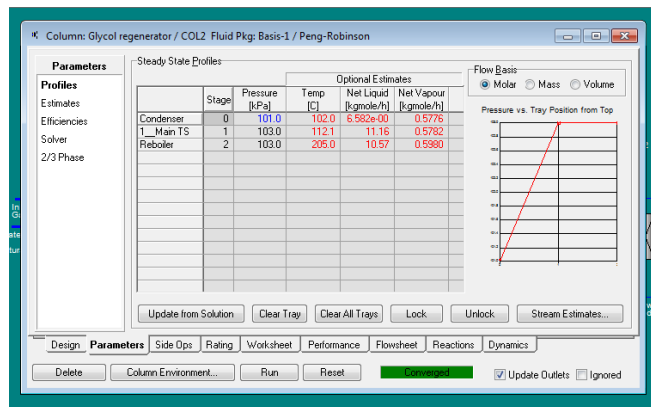 Column: Glycol regenerator / COL2 Fluid Pkg: Basis-1 / Peng-Robinson
Parameters
Profiles
Estimates
Efficiencies
Solver
2/3 Phase
Steady State Profiles
Optional Estimates
Stage Pressure [kPa] Temp [C] Net Liquid [kgmole/h] Net Vapour [kgmole/h]
Condenser 0 101.0 102.0 6.582e-00 0.5776
1__Main TS 1 103.0 112.1 11.16 0.5782
Reboiler 2 103.0 205.0 10.57 0.5980
Flow Basis
Molar Mass Volume
Pressure vs. Tray Position from Top
Update from Solution Clear Tray Clear All Trays Lock Unlock Stream Estimates...
Design Parameters Side Ops Rating Worksheet Performance Flowsheet Reactions Dynamics
Delete Column Environment... Run Reset Converged Update Outlets Ignored